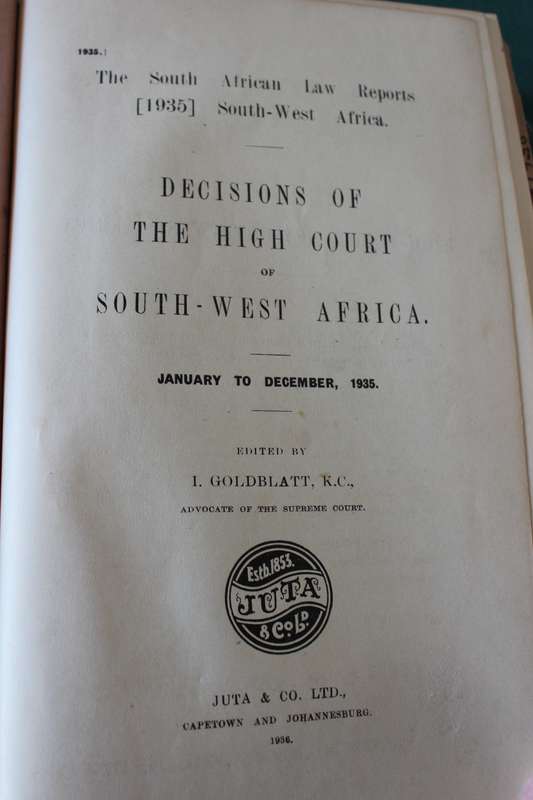 1935.]
The South African Law Reports
[1935] South-West Africa.
DECISIONS OF
THE HIGH COURT
OF
SOUTH-WEST AFRICA.
JANUARY TO DECEMBER, 1935.
EDITED BY
I. GOLDBLATT, K.C.,
ADVOCATE OF THE SUPREME COURT.
Estb. 1853.
JUTA
& Co. LD.
JUTA & CO. LTD.,
CAPETOWN AND JOHANNESBURG.
1936.